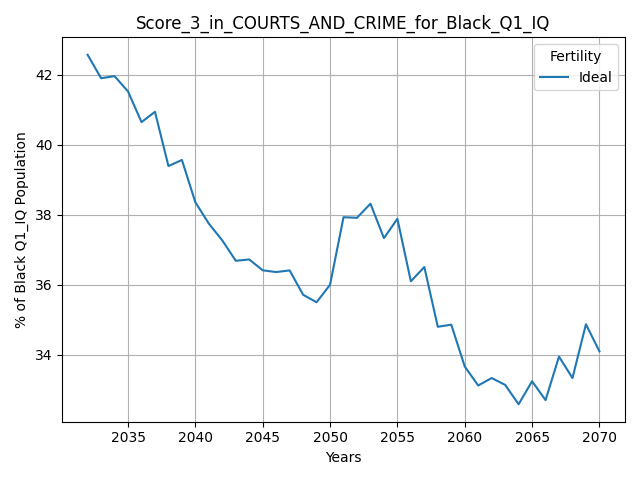 Score_3_in_COURTS_AND_CRIME_for_Black_Q1_IQ
Fertility
Ideal
% of Black Q1_IQ Population
42
40
38
36
34
2035 2040 2045 2050 2055 2060 2065 2070
Years